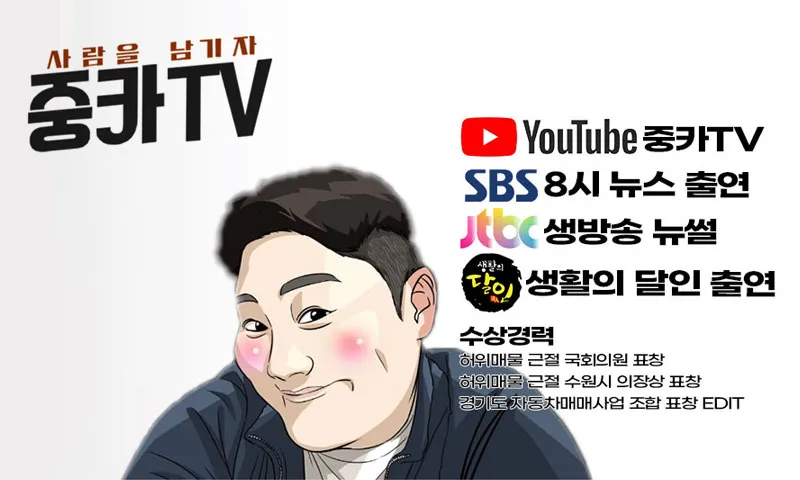 사람을 남기자
중카TV
YouTube 중카TV
SBS 8시 뉴스 출연
jtbc 생방송 뉴썰
생활의 달인 생활의 달인 출연
수상경력
허위매물 근절 국회의원 표창
허위매물 근절 수원시 의장상 표창
경기도 자동차매매사업 조합 표창 EDIT